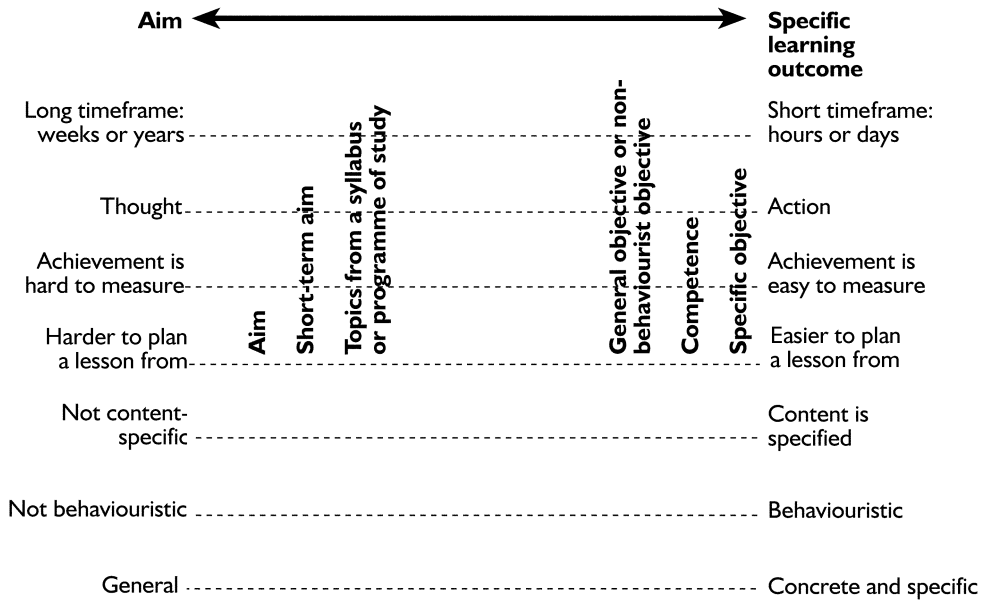 Aim
Specific
learning
outcome
Long timeframe:
weeks or years
Short timeframe:
hours or days
Thought
Action
Achievement is
hard to measure
Achievement is
easy to measure
Harder to plan
a lesson from
Easier to plan
a lesson from
Aim
Short-term aim
Topics from a syllabus
or programme of study
General objective or non-
behaviourist objective
Competence
Specific objective
Not content-
specific
Content is
specified
Not behaviouristic
Behaviouristic
General
Concrete and specific